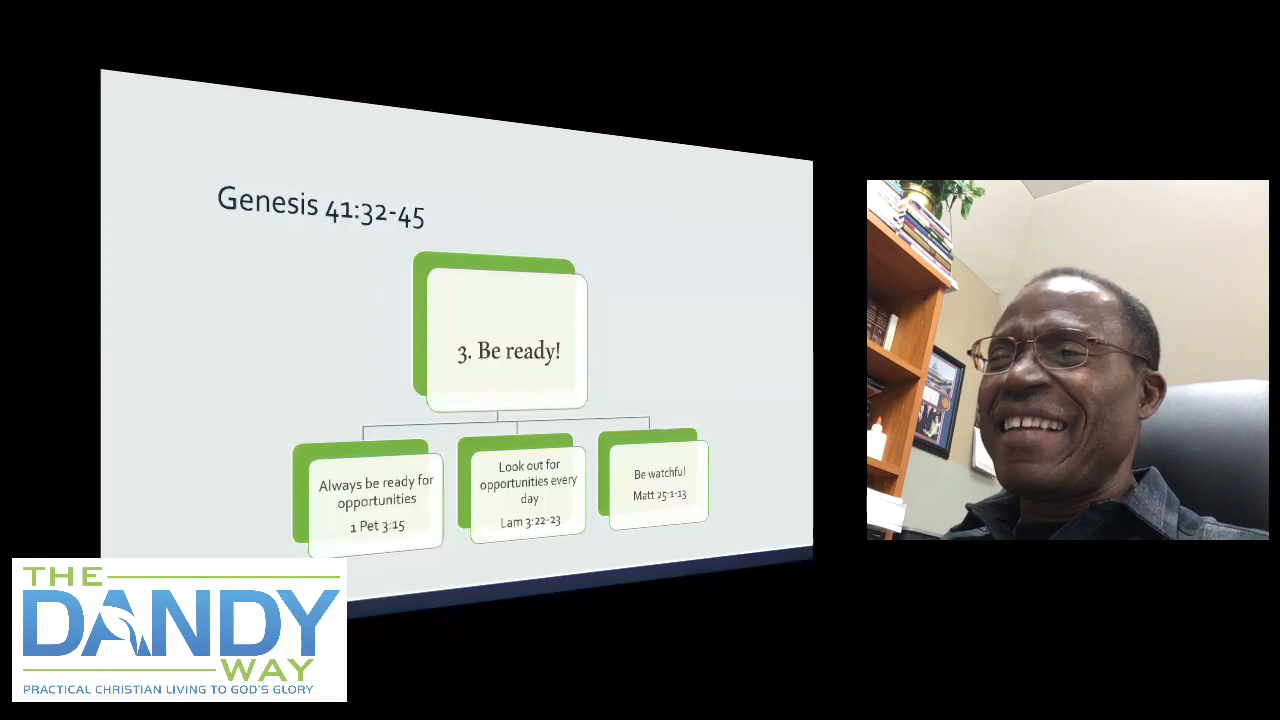 Genesis 41:32-45
3. Be ready!
Always be ready for
opportunities
1 Pet 3:15
Look out for
opportunities every
day
Lam 3:22-23
Be watchful
Matt 25:1-13
THE
DANDY
WAY
PRACTICAL CHRISTIAN LIVING TO GOD'S GLORY